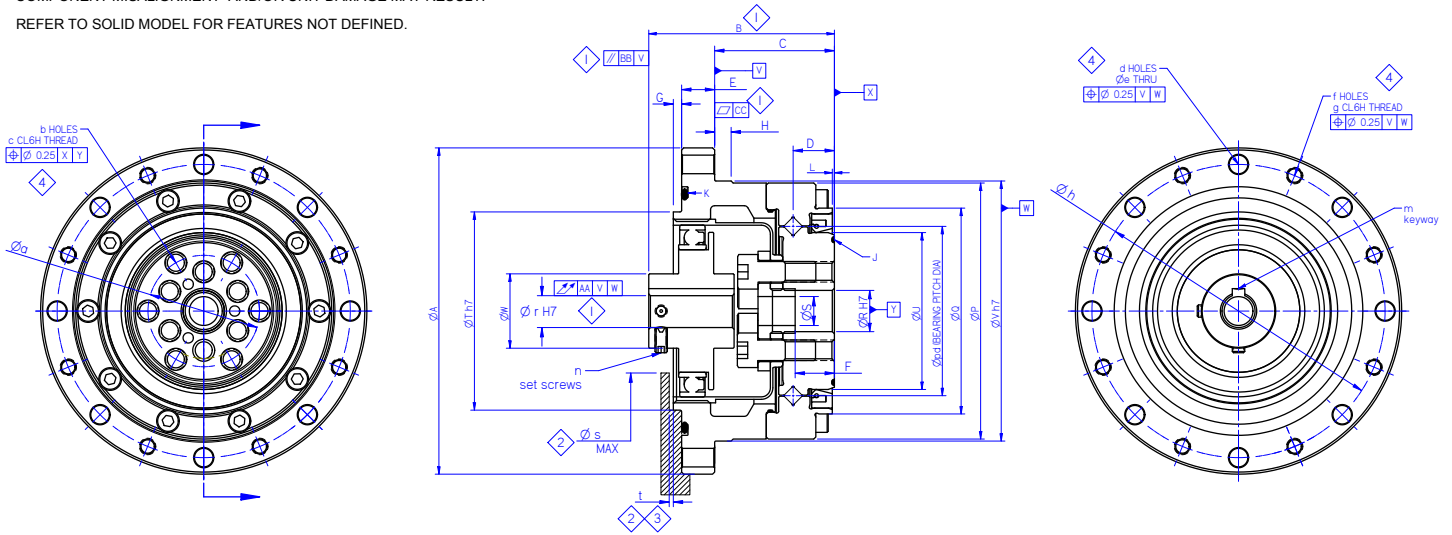 REFER TO SOLID MODEL FOR FEATURES NOT DEFINED.
b HOLES
c CL6H THREAD
⌖ Ø 0.25 X Y
4
Øa
B
1
C
1
// BB V
V
E
G
▱ CC
1
H
X
D
L
K
W
J
ØA
ØT h7
ØW
AA V W
Ø r H7
1
ØS
ØR H7
Y
ØU
Øpd (BEARING PITCH DIA)
ØQ
ØP
ØV h7
F
n
set screws
2
Ø s
MAX
t
2
3
4
d HOLES
Øe THRU
⌖ Ø 0.25 V W
4
f HOLES
g CL6H THREAD
⌖ Ø 0.25 V W
Øh
m
keyway